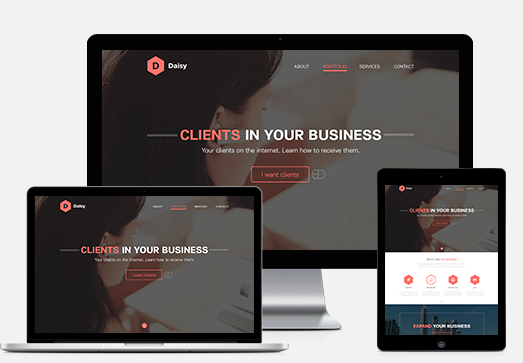 D Daisy
ABOUT PORTFOLIO SERVICES CONTACT
CLIENTS IN YOUR BUSINESS
Your clients on the internet. Learn how to receive them.
I want clients
D Daisy
ABOUT PORTFOLIO SERVICES CONTACT
CLIENTS IN YOUR BUSINESS
Your clients on the internet. Learn how to receive them.
I want clients
Daisy
CLIENTS IN YOUR BUSINESS
EXPAND YOUR BUSINESS